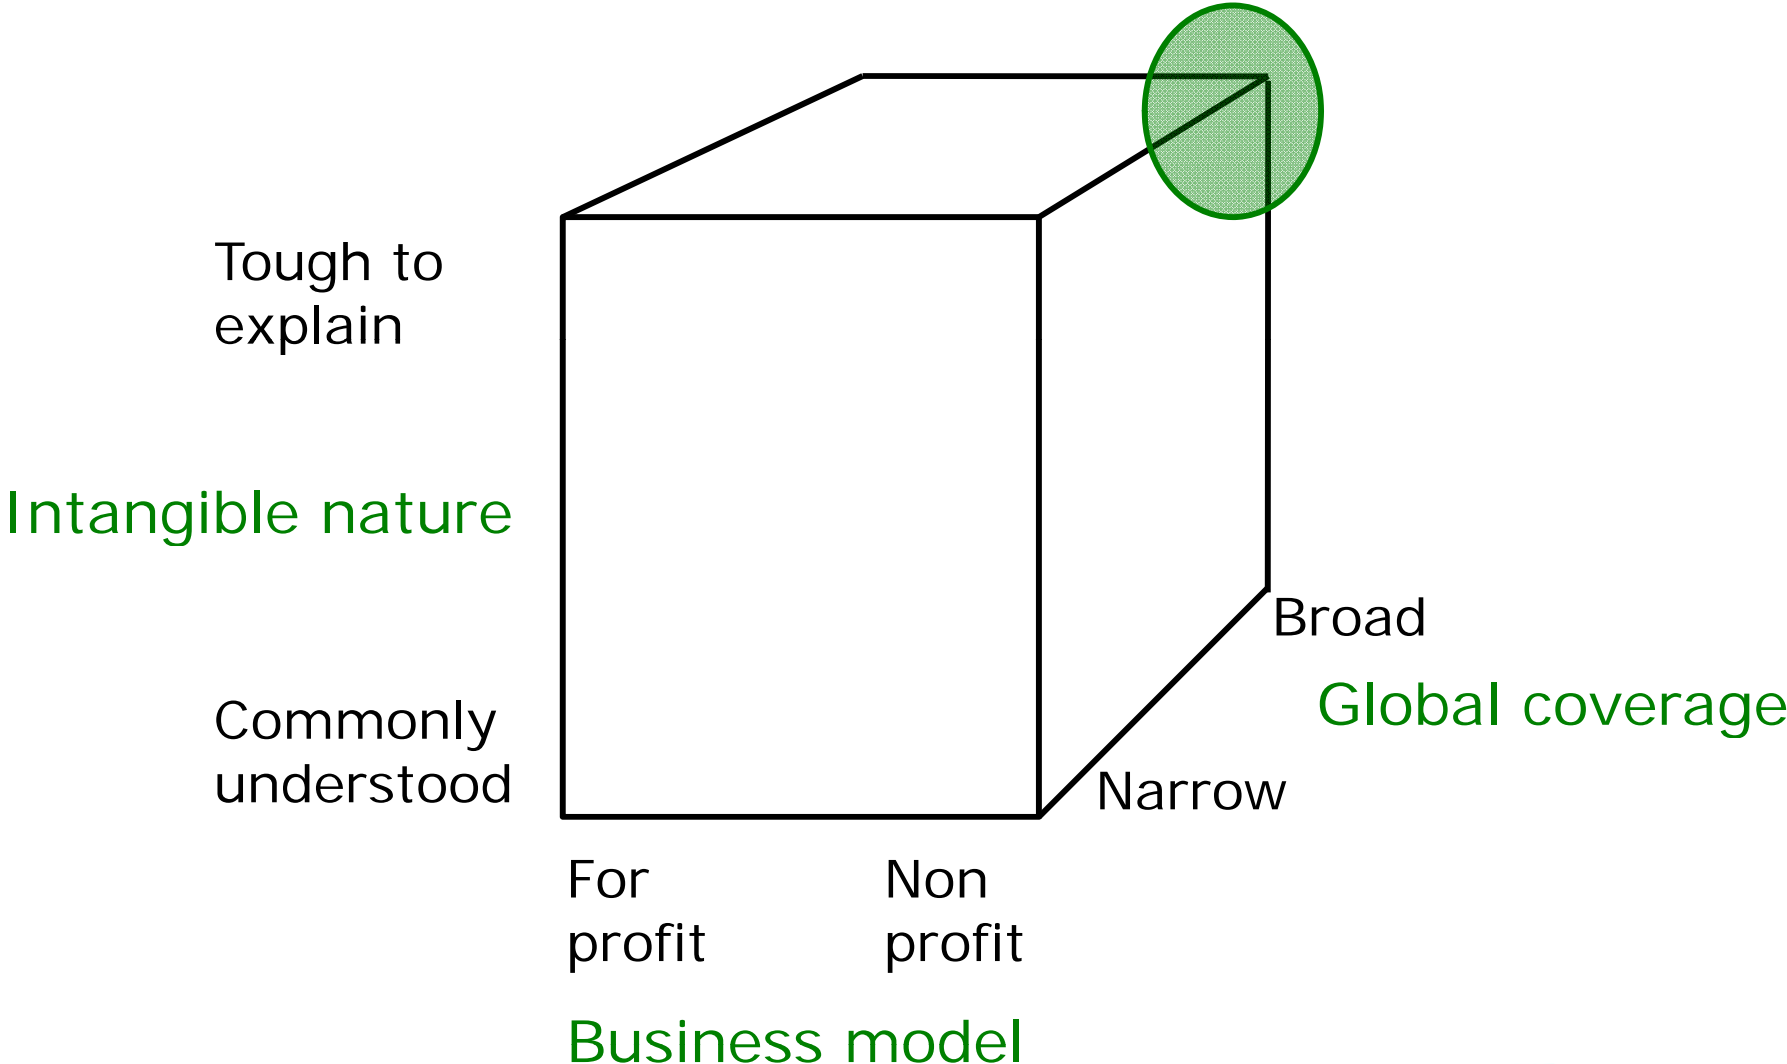 Tough to
explain
Intangible nature
Commonly
understood
Broad
Global coverage
Narrow
For
profit
Non
profit
Business model